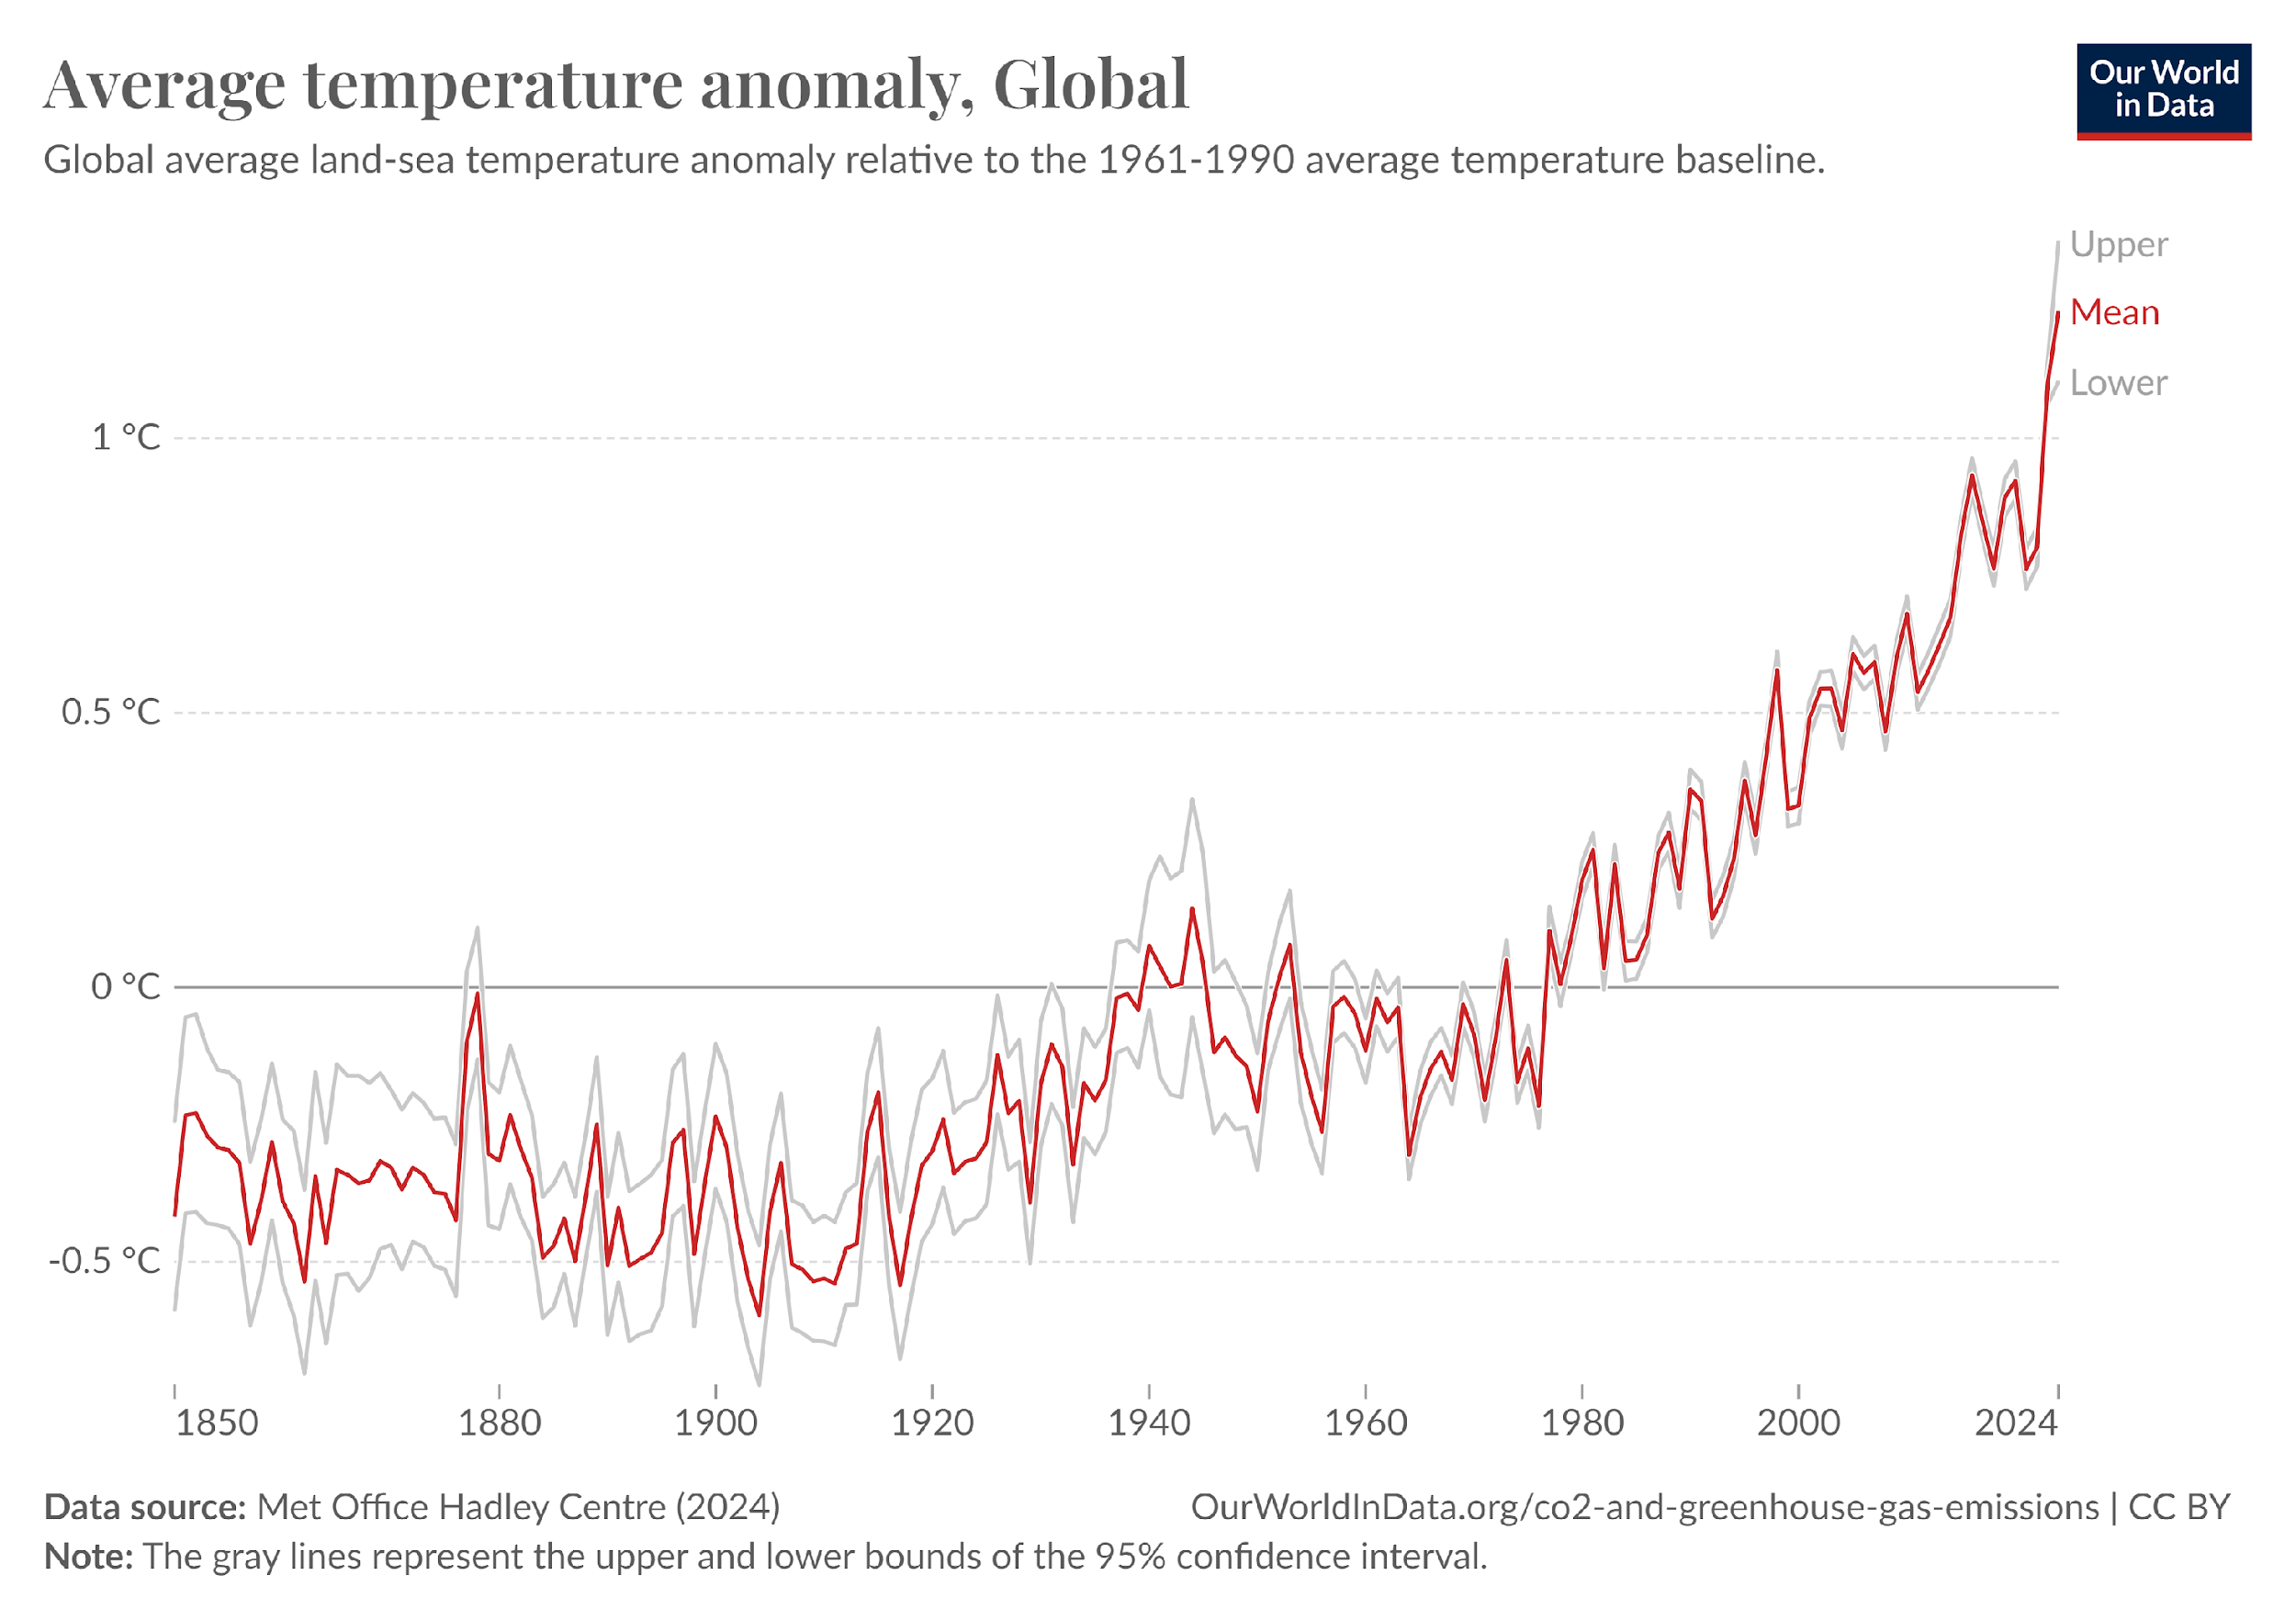 Average temperature anomaly, Global
Our World
in Data
Global average land-sea temperature anomaly relative to the 1961-1990 average temperature baseline.
Upper
Mean
Lower
1 °C
0.5 °C
0 °C
-0.5 °C
1850 1880 1900 1920 1940 1960 1980 2000 2024
Data source: Met Office Hadley Centre (2024)
OurWorldInData.org/co2-and-greenhouse-gas-emissions | CC BY
Note: The gray lines represent the upper and lower bounds of the 95% confidence interval.